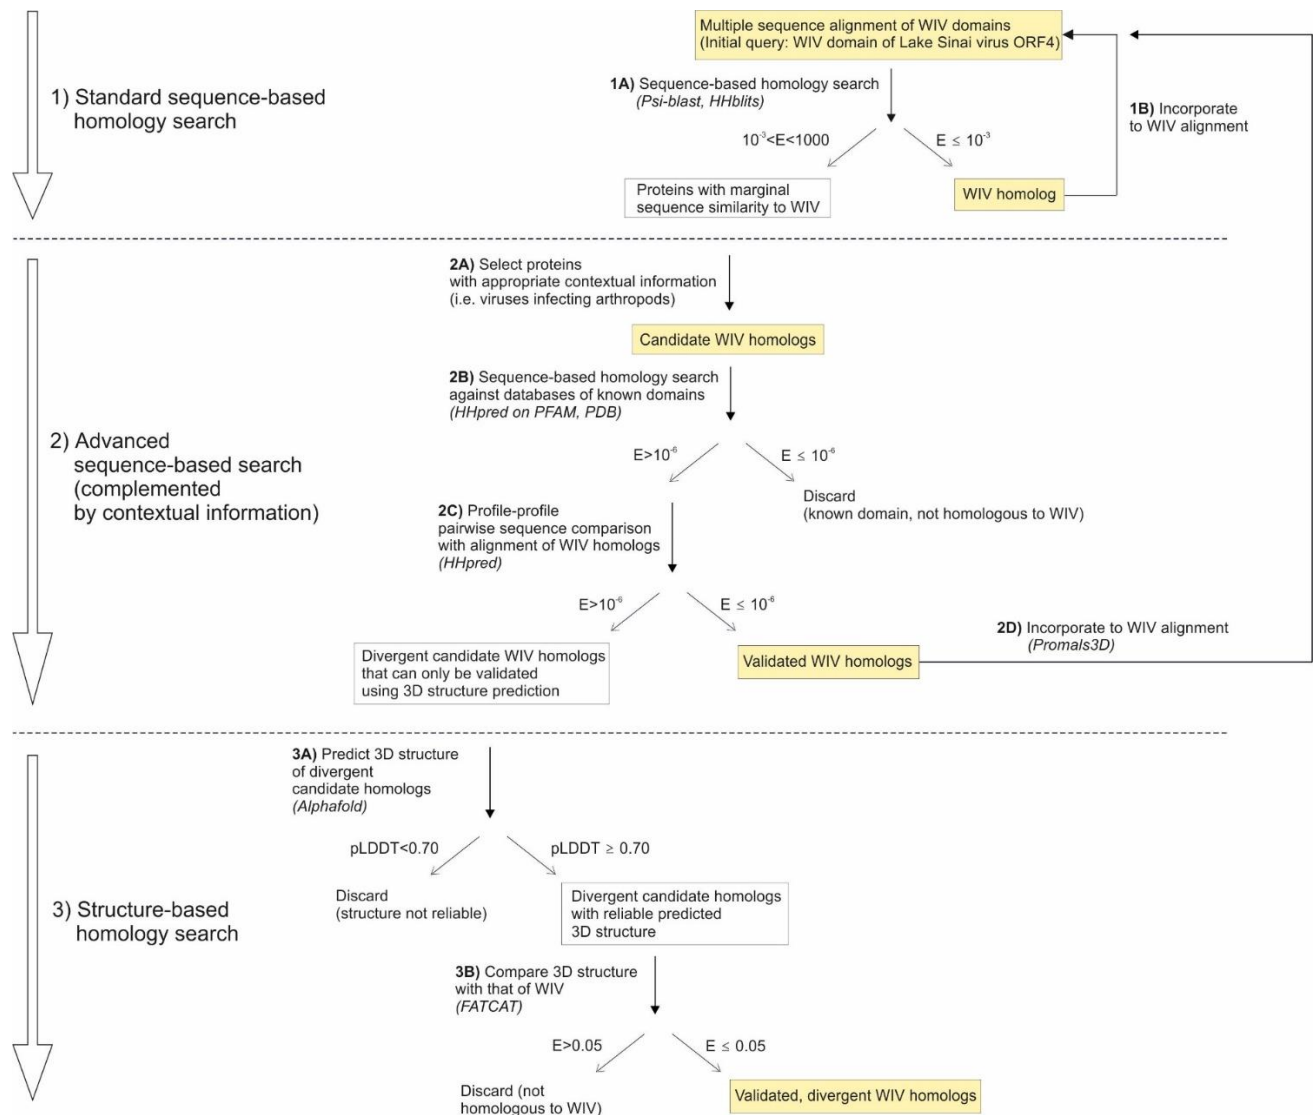 Multiple sequence alignment of WIV domains
(Initial query: WIV domain of Lake Sinai virus ORF4)
1) Standard sequence-based
homology search
1A) Sequence-based homology search
(Psi-blast, HHblits)
1B) Incorporate
to WIV alignment
10⁻³<E<1000
E ≤ 10⁻³
Proteins with marginal
sequence similarity to WIV
WIV homolog
2A) Select proteins
with appropriate contextual information
(i.e. viruses infecting arthropods)
Candidate WIV homologs
2B) Sequence-based homology search
against databases of known domains
(HHpred on PFAM, PDB)
2) Advanced
sequence-based search
(complemented
by contextual information)
E>10⁻⁶
E ≤ 10⁻⁶
Discard
(known domain, not homologous to WIV)
2C) Profile-profile
pairwise sequence comparison
with alignment of WIV homologs
(HHpred)
E>10⁻⁶
E ≤ 10⁻⁶
2D) Incorporate to WIV alignment
(Promals3D)
Divergent candidate WIV homologs
that can only be validated
using 3D structure prediction
Validated WIV homologs
3A) Predict 3D structure
of divergent
candidate homologs
(Alphafold)
pLDDT<0.70
pLDDT ≥ 0.70
3) Structure-based
homology search
Discard
(structure not reliable)
Divergent candidate homologs
with reliable predicted
3D structure
3B) Compare 3D structure
with that of WIV
(FATCAT)
E>0.05
E ≤ 0.05
Discard (not
homologous to WIV)
Validated, divergent WIV homologs